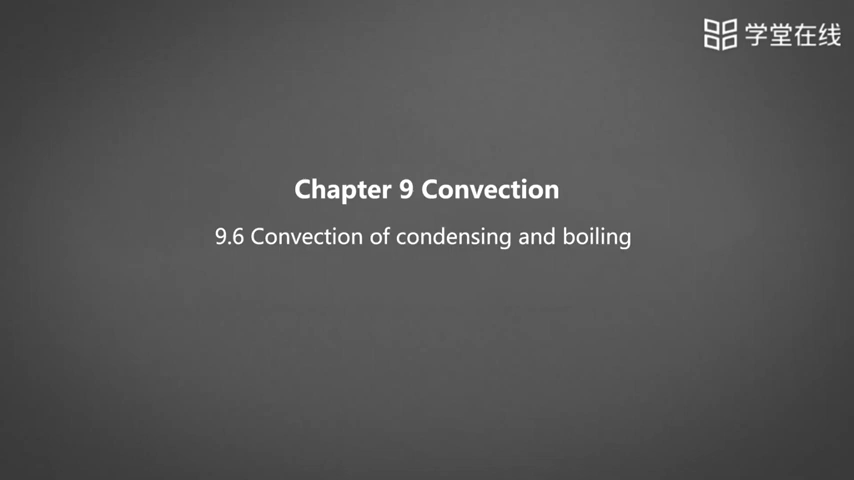 学堂在线
Chapter 9 Convection
9.6 Convection of condensing and boiling